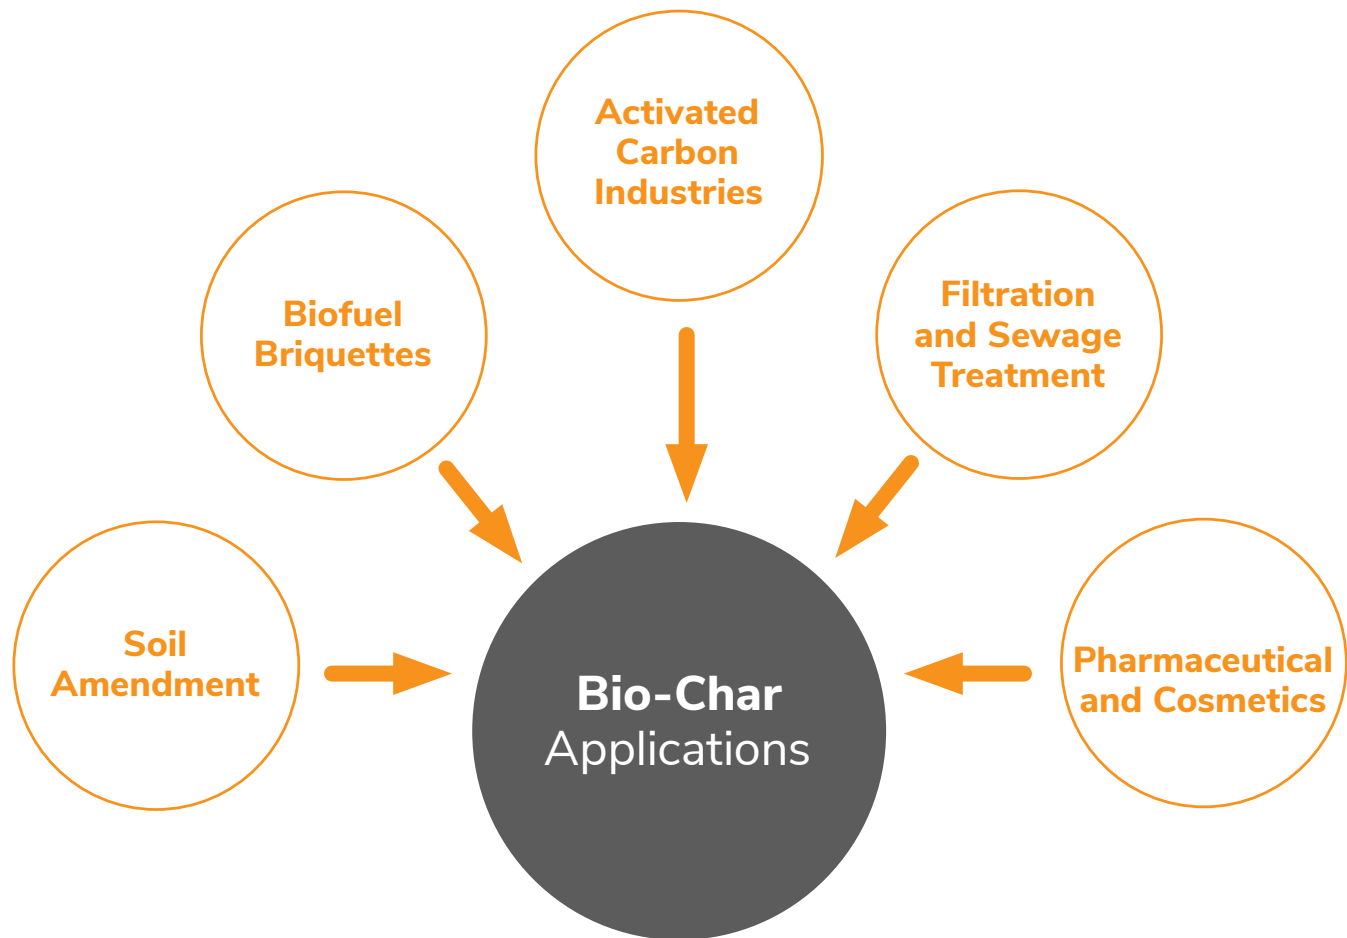 Activated
Carbon
Industries
Biofuel
Briquettes
Filtration
and Sewage
Treatment
Soil
Amendment
Pharmaceutical
and Cosmetics
Bio-Char
Applications